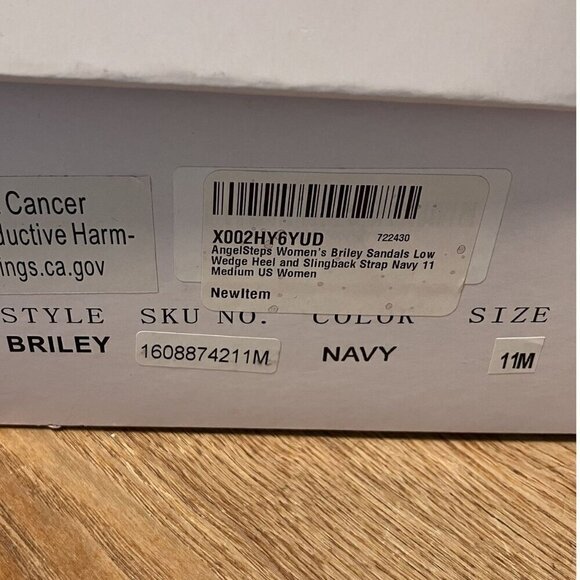 Cancer
ductive Harm-
ings.ca.gov
X002HY6YUD 722430
AngelSteps Women's Briley Sandals Low
Wedge Heel and Slingback Strap Navy 11
Medium US Women
NewItem
STYLE SKU NO. COLOR SIZE
BRILEY 1608874211M NAVY 11M